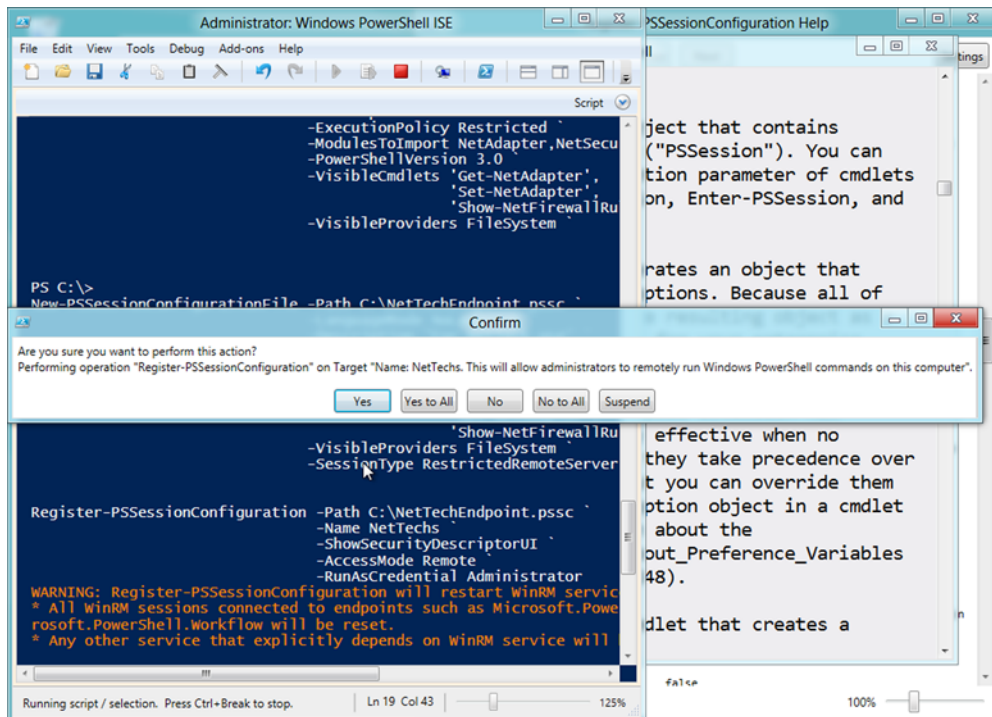 Administrator: Windows PowerShell ISE
PSSessionConfiguration Help
File Edit View Tools Debug Add-ons Help
Script
-ExecutionPolicy Restricted `
-ModulesToImport NetAdapter,NetSecu
-PowerShellVersion 3.0 `
-VisibleCmdlets 'Get-NetAdapter',
'Set-NetAdapter',
'Show-NetFirewallRu
-VisibleProviders FileSystem `
PS C:\>
New-PSSessionConfigurationFile -Path C:\NetTechEndpoint.pssc `
tings
ject that contains
("PSSession"). You can
tion parameter of cmdlets
on, Enter-PSSession, and
rates an object that
ptions. Because all of
Confirm
Are you sure you want to perform this action?
Performing operation "Register-PSSessionConfiguration" on Target "Name: NetTechs. This will allow administrators to remotely run Windows PowerShell commands on this computer".
Yes
Yes to All
No
No to All
Suspend
'Show-NetFirewallRu
-VisibleProviders FileSystem `
-SessionType RestrictedRemoteServer
Register-PSSessionConfiguration -Path C:\NetTechEndpoint.pssc `
-Name NetTechs `
-ShowSecurityDescriptorUI `
-AccessMode Remote `
-RunAsCredential Administrator
WARNING: Register-PSSessionConfiguration will restart WinRM servic
* All WinRM sessions connected to endpoints such as Microsoft.Powe
rosoft.PowerShell.Workflow will be reset.
* Any other service that explicitly depends on WinRM service will
effective when no
they take precedence over
t you can override them
ption object in a cmdlet
about the
out_Preference_Variables
48).
dlet that creates a
false
Running script / selection. Press Ctrl+Break to stop.
Ln 19 Col 43
125%
100%